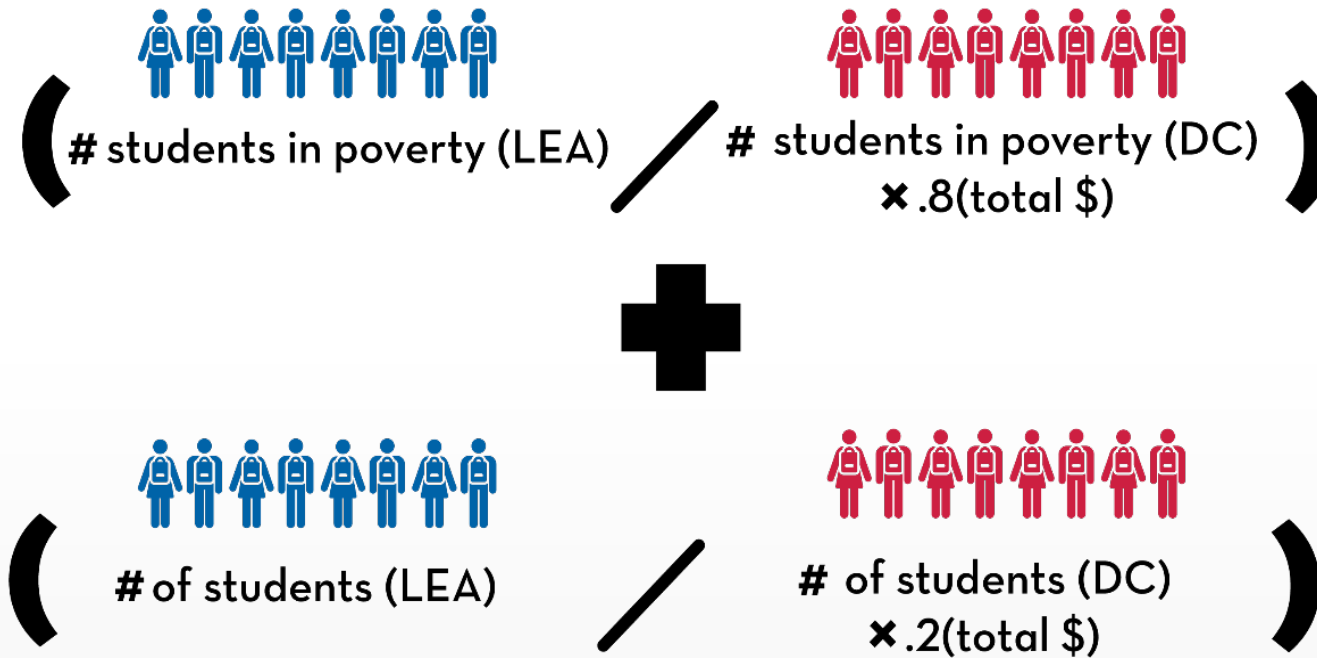 ( # students in poverty (LEA) / # students in poverty (DC) )
× .8(total $)
+
( # of students (LEA) / # of students (DC) )
× .2(total $)